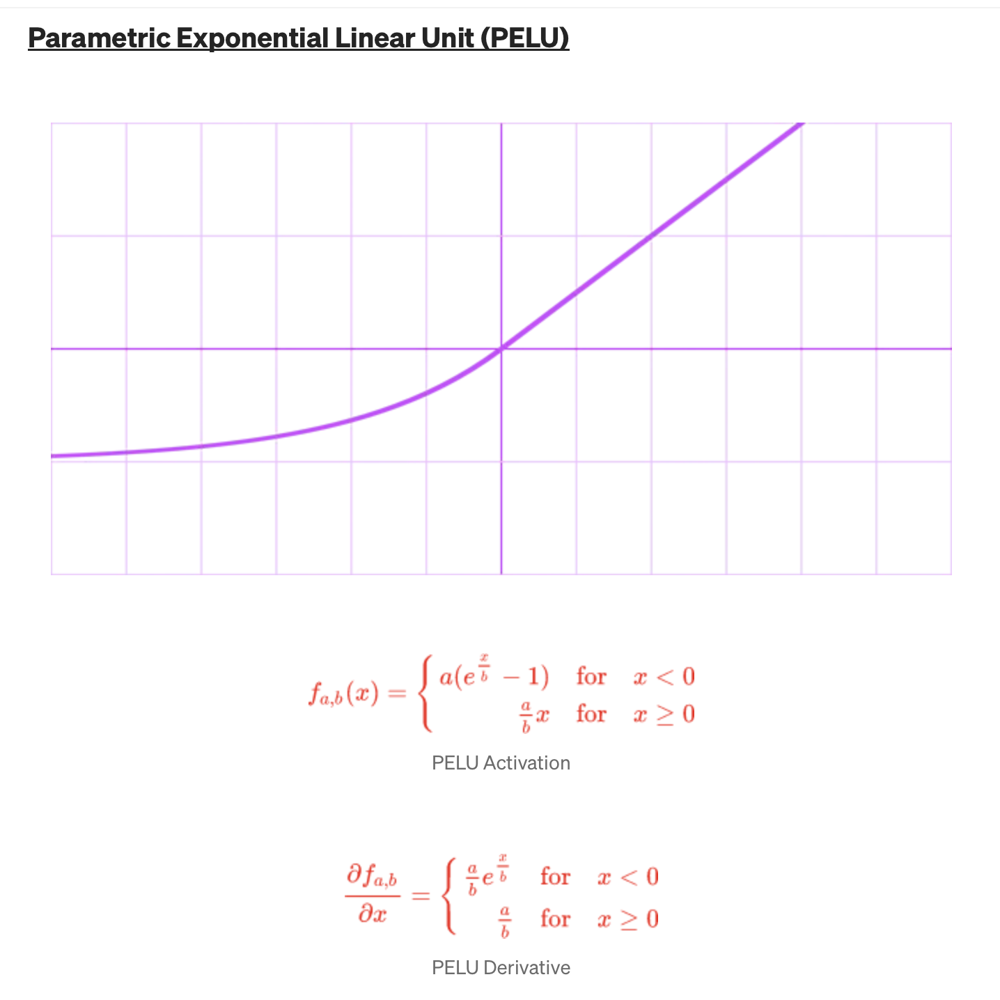 Parametric Exponential Linear Unit (PELU)
f_{a,b}(x) = { a(e^{x/b} − 1) for x < 0
a/b x for x ≥ 0
PELU Activation
∂f_{a,b}/∂x = { a/b e^{x/b} for x < 0
a/b for x ≥ 0
PELU Derivative